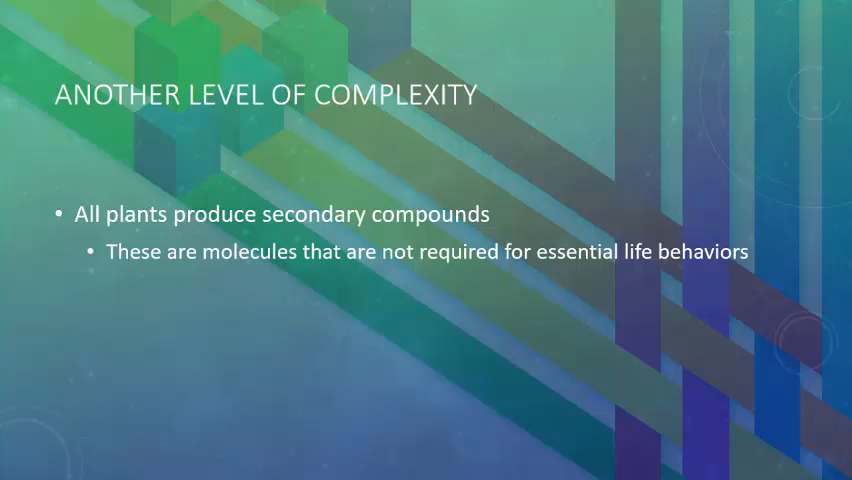 ANOTHER LEVEL OF COMPLEXITY
• All plants produce secondary compounds
• These are molecules that are not required for essential life behaviors